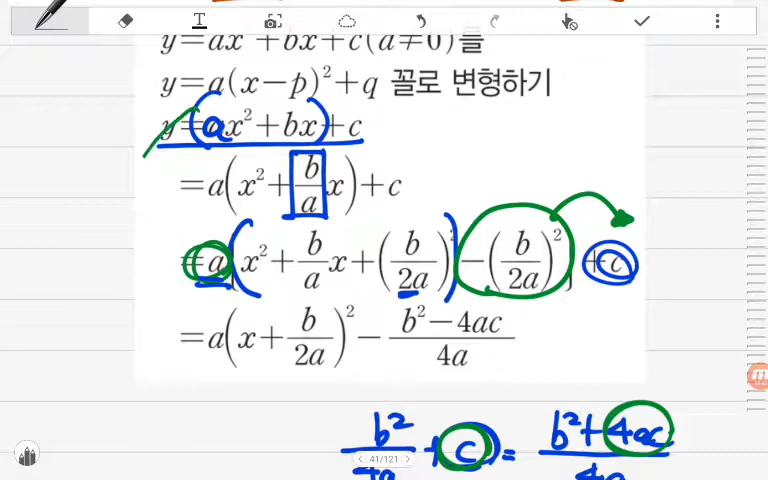 y=ax²+bx+c(a≠0)를
y=a(x-p)²+q 꼴로 변형하기
y=(ax²+bx)+c
=a(x²+b/a x)+c
=a{x²+b/a x+(b/2a)²-(b/2a)²}+c
=a(x+b/2a)²-(b²-4ac)/4a
b²/4a + c = (b²+4ac)/4a
41/121